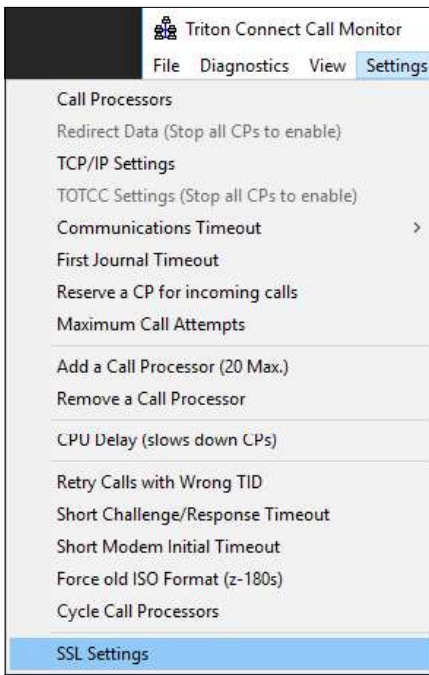 Triton Connect Call Monitor
File Diagnostics View Settings
Call Processors
Redirect Data (Stop all CPs to enable)
TCP/IP Settings
TOTCC Settings (Stop all CPs to enable)
Communications Timeout
First Journal Timeout
Reserve a CP for incoming calls
Maximum Call Attempts
Add a Call Processor (20 Max.)
Remove a Call Processor
CPU Delay (slows down CPs)
Retry Calls with Wrong TID
Short Challenge/Response Timeout
Short Modem Initial Timeout
Force old ISO Format (z-180s)
Cycle Call Processors
SSL Settings